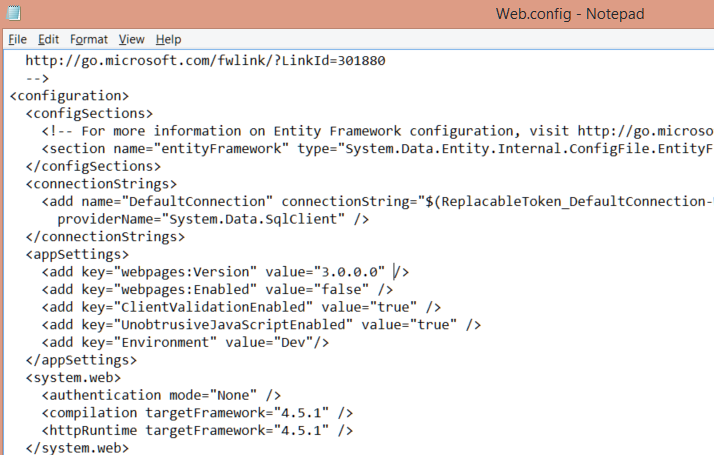 Web.config - Notepad
File Edit Format View Help
http://go.microsoft.com/fwlink/?LinkId=301880
-->
<configuration>
<configSections>
<!-- For more information on Entity Framework configuration, visit http://go.microso
<section name="entityFramework" type="System.Data.Entity.Internal.ConfigFile.EntityF
</configSections>
<connectionStrings>
<add name="DefaultConnection" connectionString="$(ReplacableToken_DefaultConnection-
providerName="System.Data.SqlClient" />
</connectionStrings>
<appSettings>
<add key="webpages:Version" value="3.0.0.0" />
<add key="webpages:Enabled" value="false" />
<add key="ClientValidationEnabled" value="true" />
<add key="UnobtrusiveJavaScriptEnabled" value="true" />
<add key="Environment" value="Dev"/>
</appSettings>
<system.web>
<authentication mode="None" />
<compilation targetFramework="4.5.1" />
<httpRuntime targetFramework="4.5.1" />
</system.web>